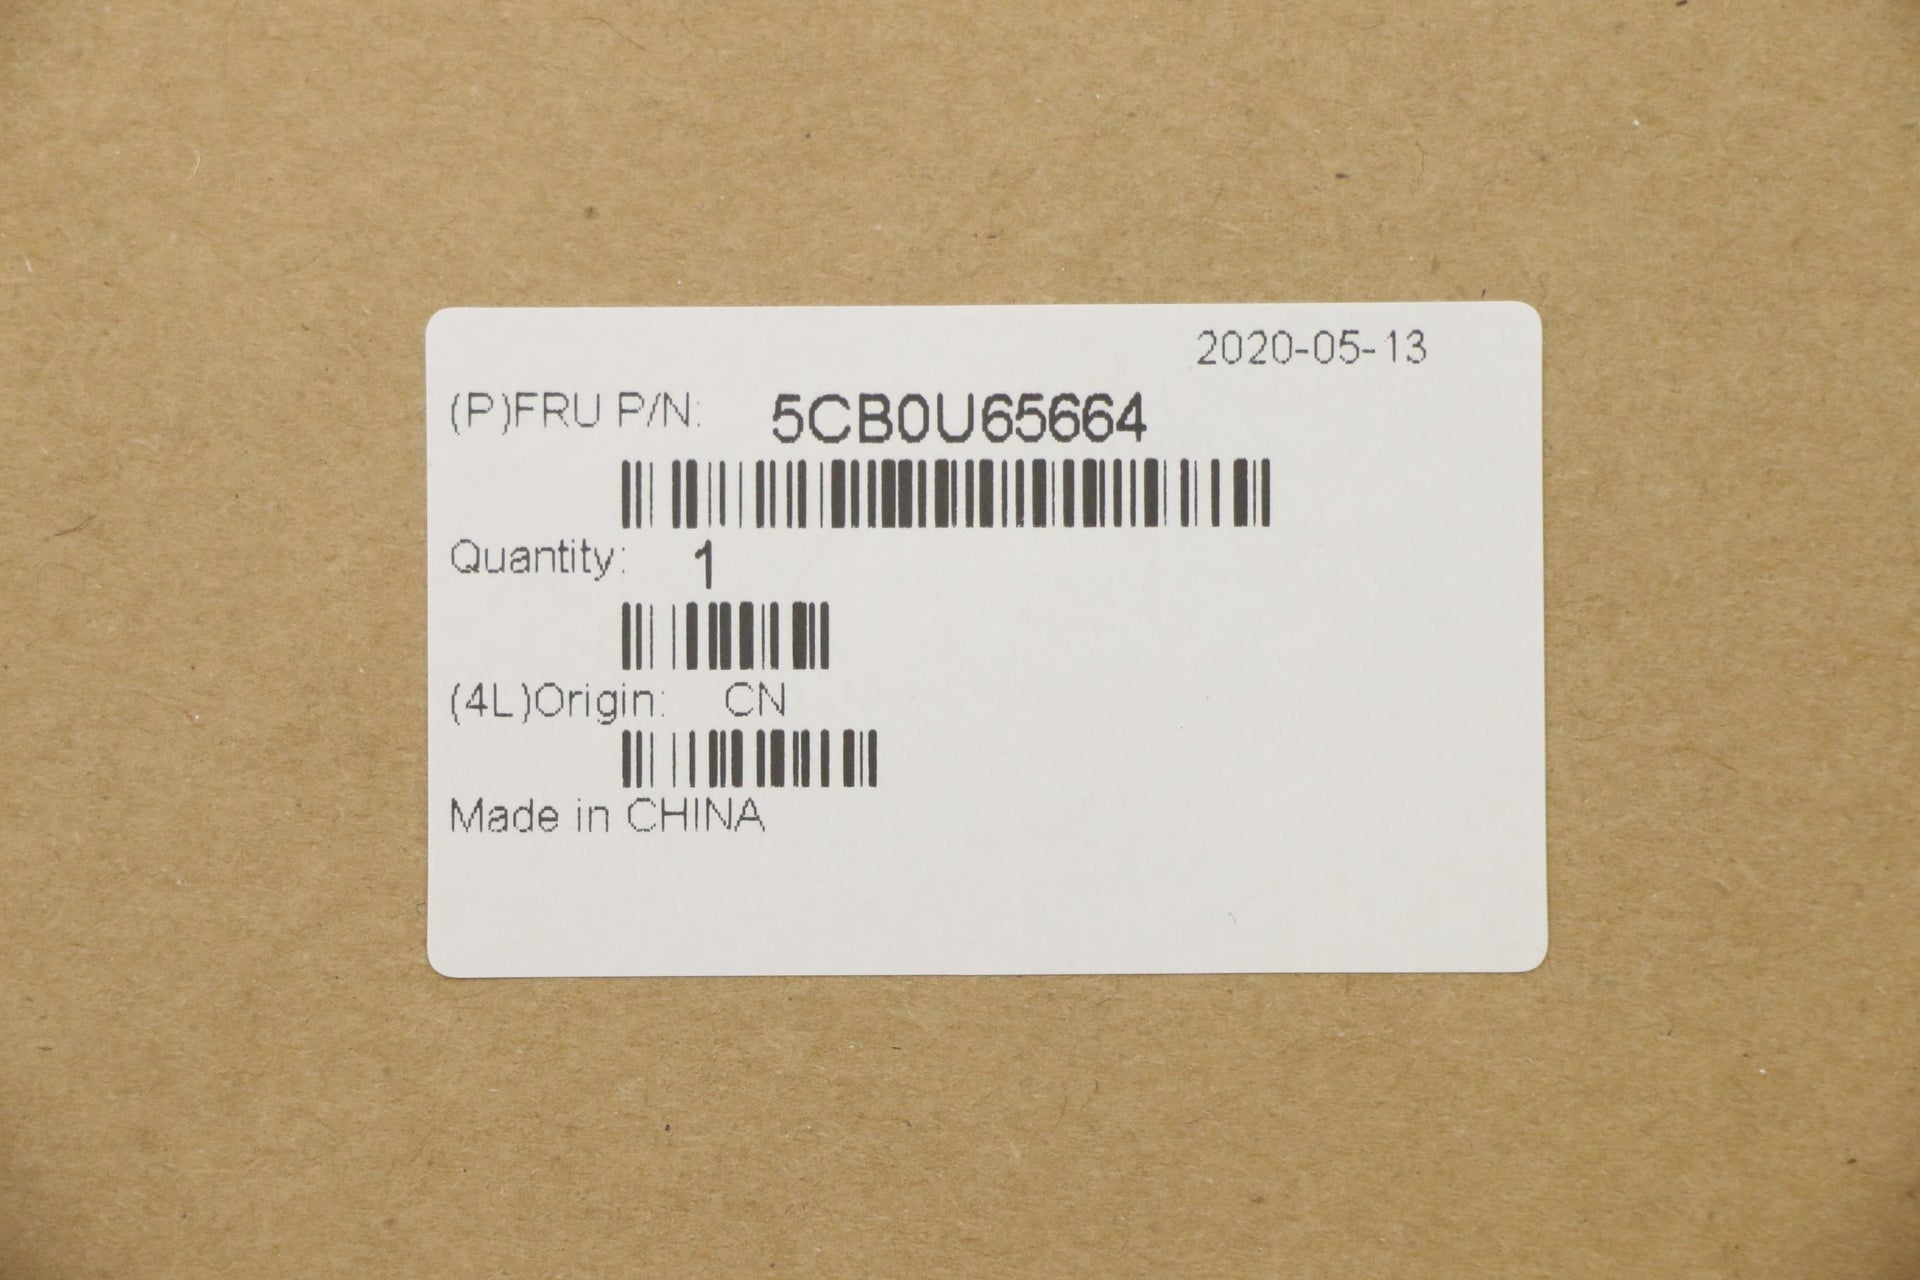 2020-05-13
(P)FRU P/N: 5CB0U65664
Quantity: 1
(4L)Origin: CN
Made in CHINA